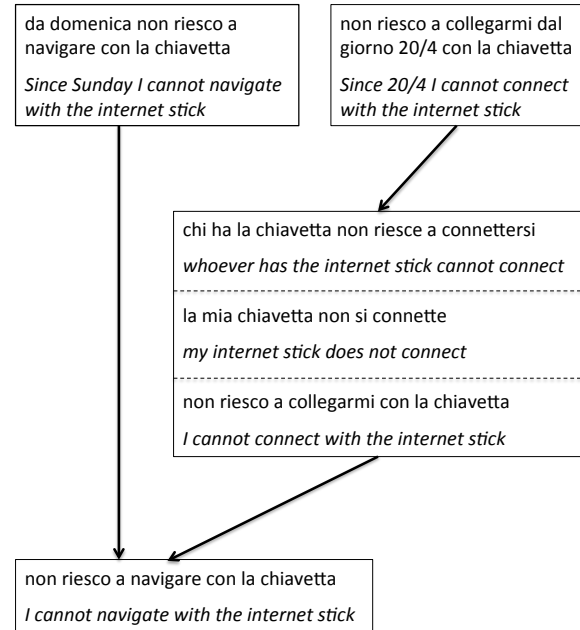 da domenica non riesco a
navigare con la chiavetta
Since Sunday I cannot navigate
with the internet stick
non riesco a collegarmi dal
giorno 20/4 con la chiavetta
Since 20/4 I cannot connect
with the internet stick
chi ha la chiavetta non riesce a connettersi
whoever has the internet stick cannot connect
la mia chiavetta non si connette
my internet stick does not connect
non riesco a collegarmi con la chiavetta
I cannot connect with the internet stick
non riesco a navigare con la chiavetta
I cannot navigate with the internet stick